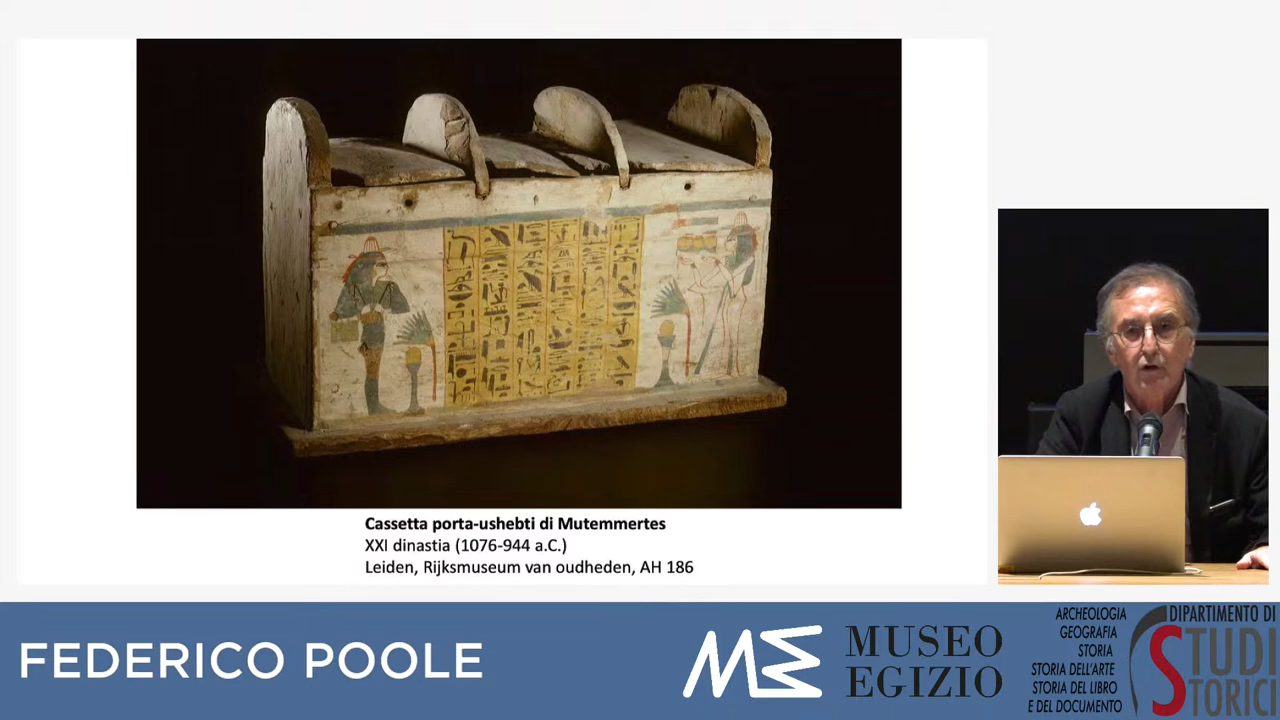 Cassetta porta-ushebti di Mutemmertes
XXI dinastia (1076-944 a.C.)
Leiden, Rijksmuseum van oudheden, AH 186
FEDERICO POOLE
ME
MUSEO
EGIZIO
ARCHEOLOGIA
GEOGRAFIA
STORIA
STORIA DELL'ARTE
STORIA DEL LIBRO
E DEL DOCUMENTO
DIPARTIMENTO DI
STUDI
STORICI